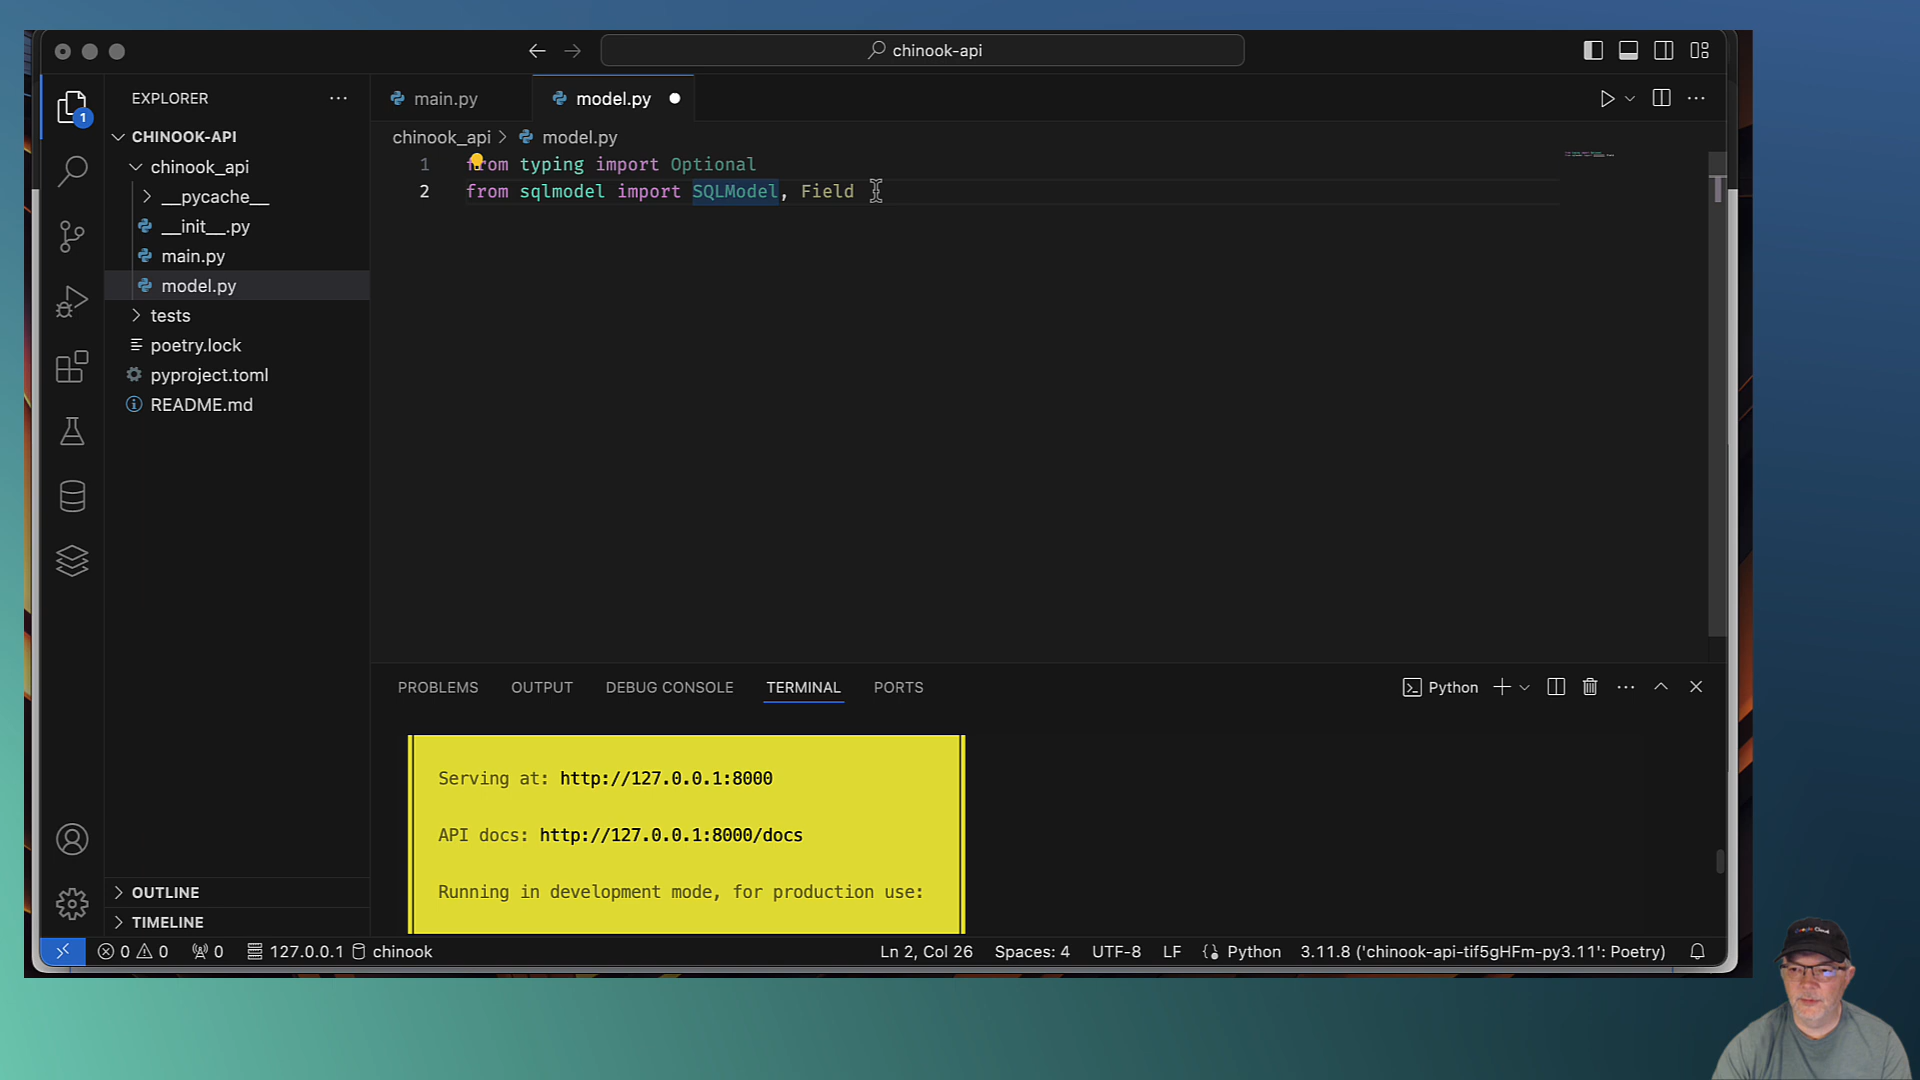 chinook-api
EXPLORER
main.py
model.py
CHINOOK-API
chinook_api
__pycache__
__init__.py
main.py
model.py
tests
poetry.lock
pyproject.toml
README.md
OUTLINE
TIMELINE
1
chinook_api
model.py
1 from typing import Optional
2 from sqlmodel import SQLModel, Field
PROBLEMS
OUTPUT
DEBUG CONSOLE
TERMINAL
PORTS
Python
Serving at: http://127.0.0.1:8000
API docs: http://127.0.0.1:8000/docs
Running in development mode, for production use:
0 0 0 127.0.0.1 chinook
Ln 2, Col 26 Spaces: 4 UTF-8 LF Python 3.11.8 ('chinook-api-tif5gHFm-py3.11': Poetry)